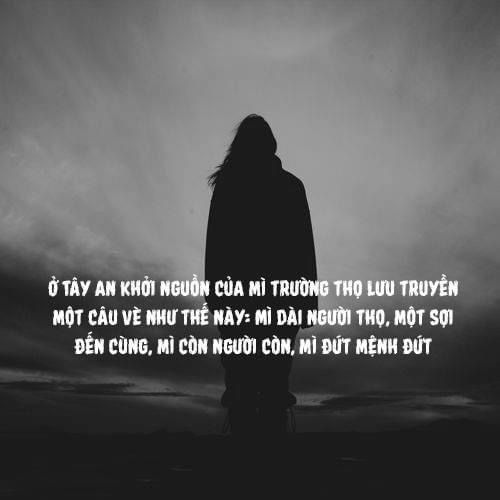 Ở TÂY AN KHỞI NGUỒN CỦA MÌ TRƯỜNG THỌ LƯU TRUYỀN
MỘT CÂU VÈ NHƯ THẾ NÀY: MÌ DÀI NGƯỜI THỌ, MỘT SỢI
ĐẾN CÙNG, MÌ CÒN NGƯỜI CÒN, MÌ ĐỨT MỆNH ĐỨT